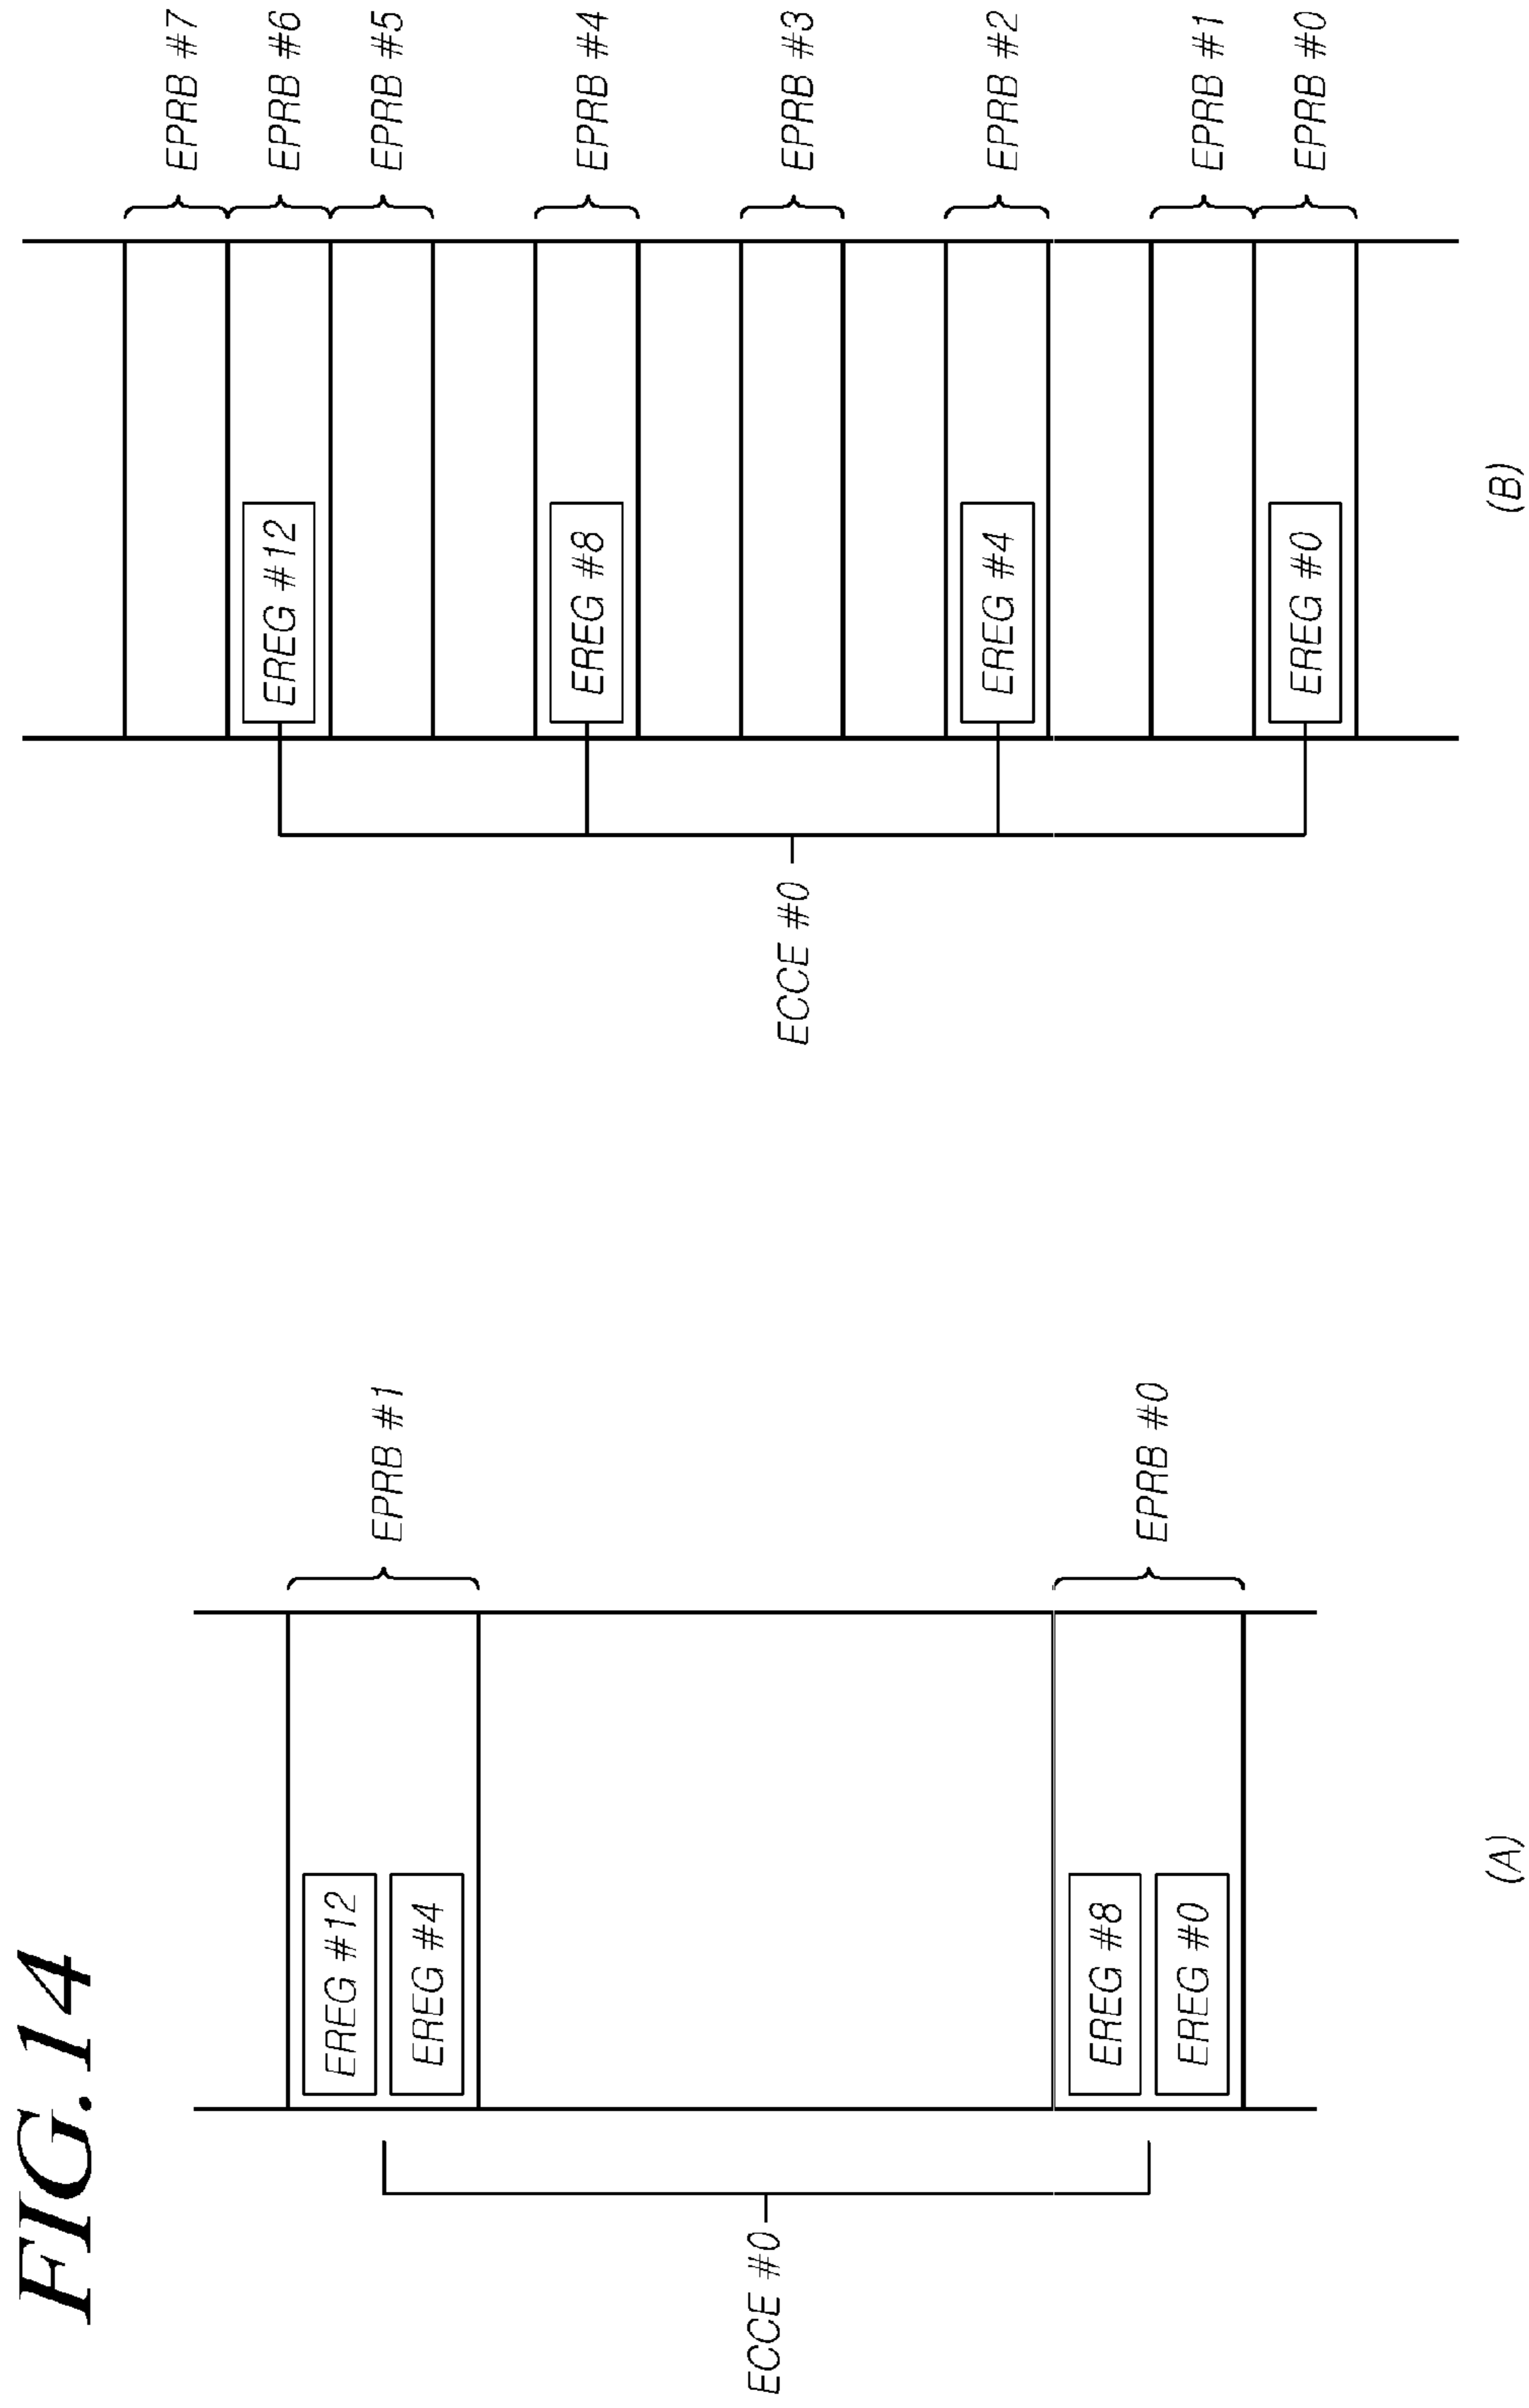 FIG.14
ECCE #0
EREG #12
EREG #4
EPRB #1
EREG #8
EREG #0
EPRB #0
(A)
ECCE #0
EPRB #7
EREG #12
EPRB #6
EPRB #5
EREG #8
EPRB #4
EPRB #3
EREG #4
EPRB #2
EPRB #1
EREG #0
EPRB #0
(B)